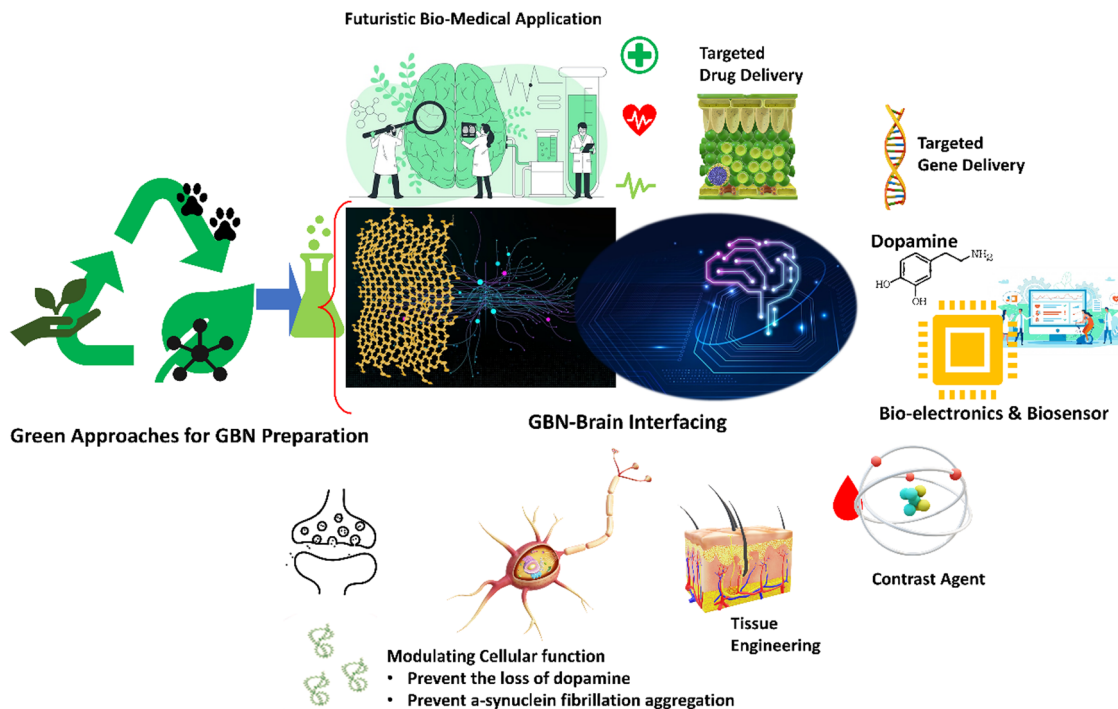 Futuristic Bio-Medical Application
Targeted
Drug Delivery
Targeted
Gene Delivery
Dopamine
NH2
HO
OH
Green Approaches for GBN Preparation
GBN-Brain Interfacing
Bio-electronics & Biosensor
Contrast Agent
Tissue
Engineering
Modulating Cellular function
• Prevent the loss of dopamine
• Prevent a-synuclein fibrillation aggregation